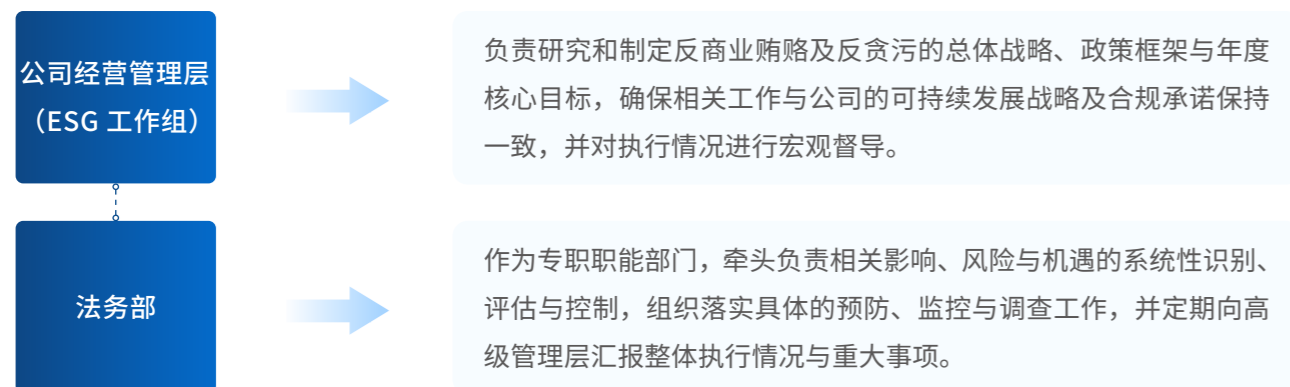 公司经营管理层
（ESG 工作组）
负责研究和制定反商业贿赂及反贪污的总体战略、政策框架与年度
核心目标，确保相关工作与公司的可持续发展战略及合规承诺保持
一致，并对执行情况进行宏观督导。
法务部
作为专职职能部门，牵头负责相关影响、风险与机遇的系统性识别、
评估与控制，组织落实具体的预防、监控与调查工作，并定期向高
级管理层汇报整体执行情况与重大事项。